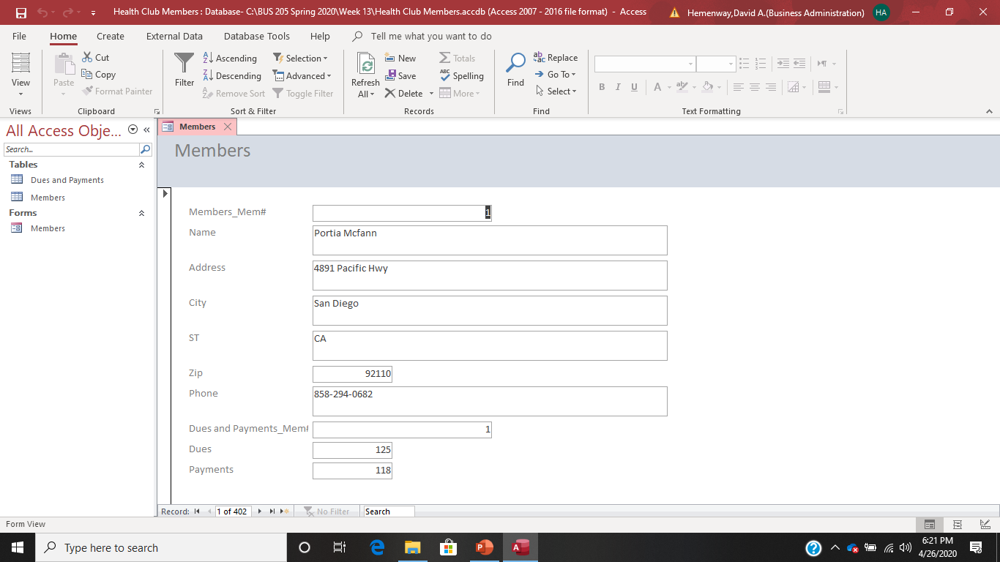 Health Club Members : Database- C:\BUS 205 Spring 2020\Week 13\Health Club Members.accdb (Access 2007 - 2016 file format) - Access
Hemenway,David A.(Business Administration) HA
File Home Create External Data Database Tools Help Tell me what you want to do
View
Views
Paste
Cut
Copy
Format Painter
Clipboard
Filter
Ascending
Descending
Remove Sort
Selection
Advanced
Toggle Filter
Sort & Filter
Refresh
All
New
Save
Delete
Totals
Spelling
More
Records
Find
Replace
Go To
Select
Find
B I U A
Text Formatting
All Access Obje...
Search...
Tables
Dues and Payments
Members
Forms
Members
Members
Members
Members_Mem# 1
Name Portia Mcfann
Address 4891 Pacific Hwy
City San Diego
ST CA
Zip 92110
Phone 858-294-0682
Dues and Payments_Mem# 1
Dues 125
Payments 118
Record: 1 of 402 No Filter Search
Form View
Type here to search
6:21 PM
4/26/2020